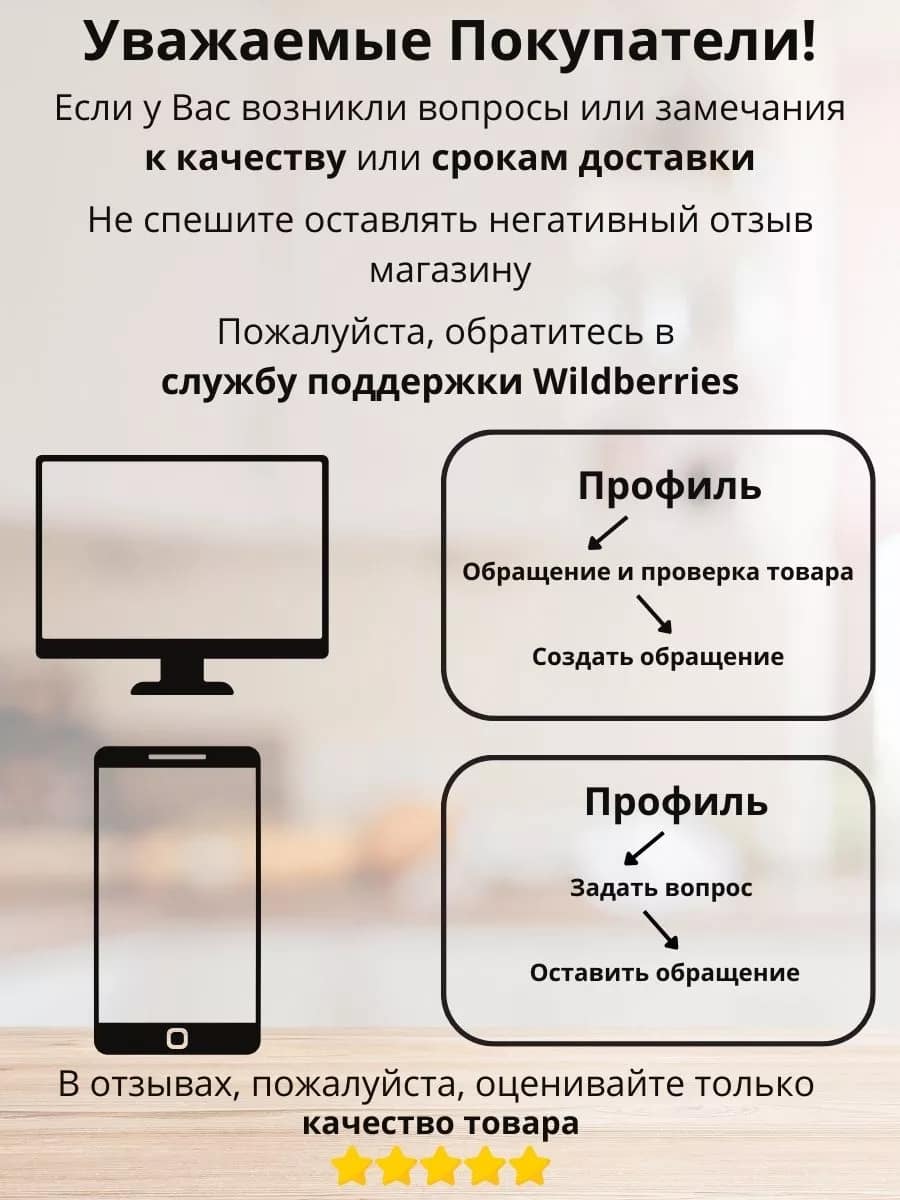 Уважаемые Покупатели!
Если у Вас возникли вопросы или замечания
к качеству или срокам доставки
Не спешите оставлять негативный отзыв
магазину
Пожалуйста, обратитесь в
службу поддержки Wildberries
Профиль
Обращение и проверка товара
Создать обращение
Профиль
Задать вопрос
Оставить обращение
В отзывах, пожалуйста, оценивайте только
качество товара